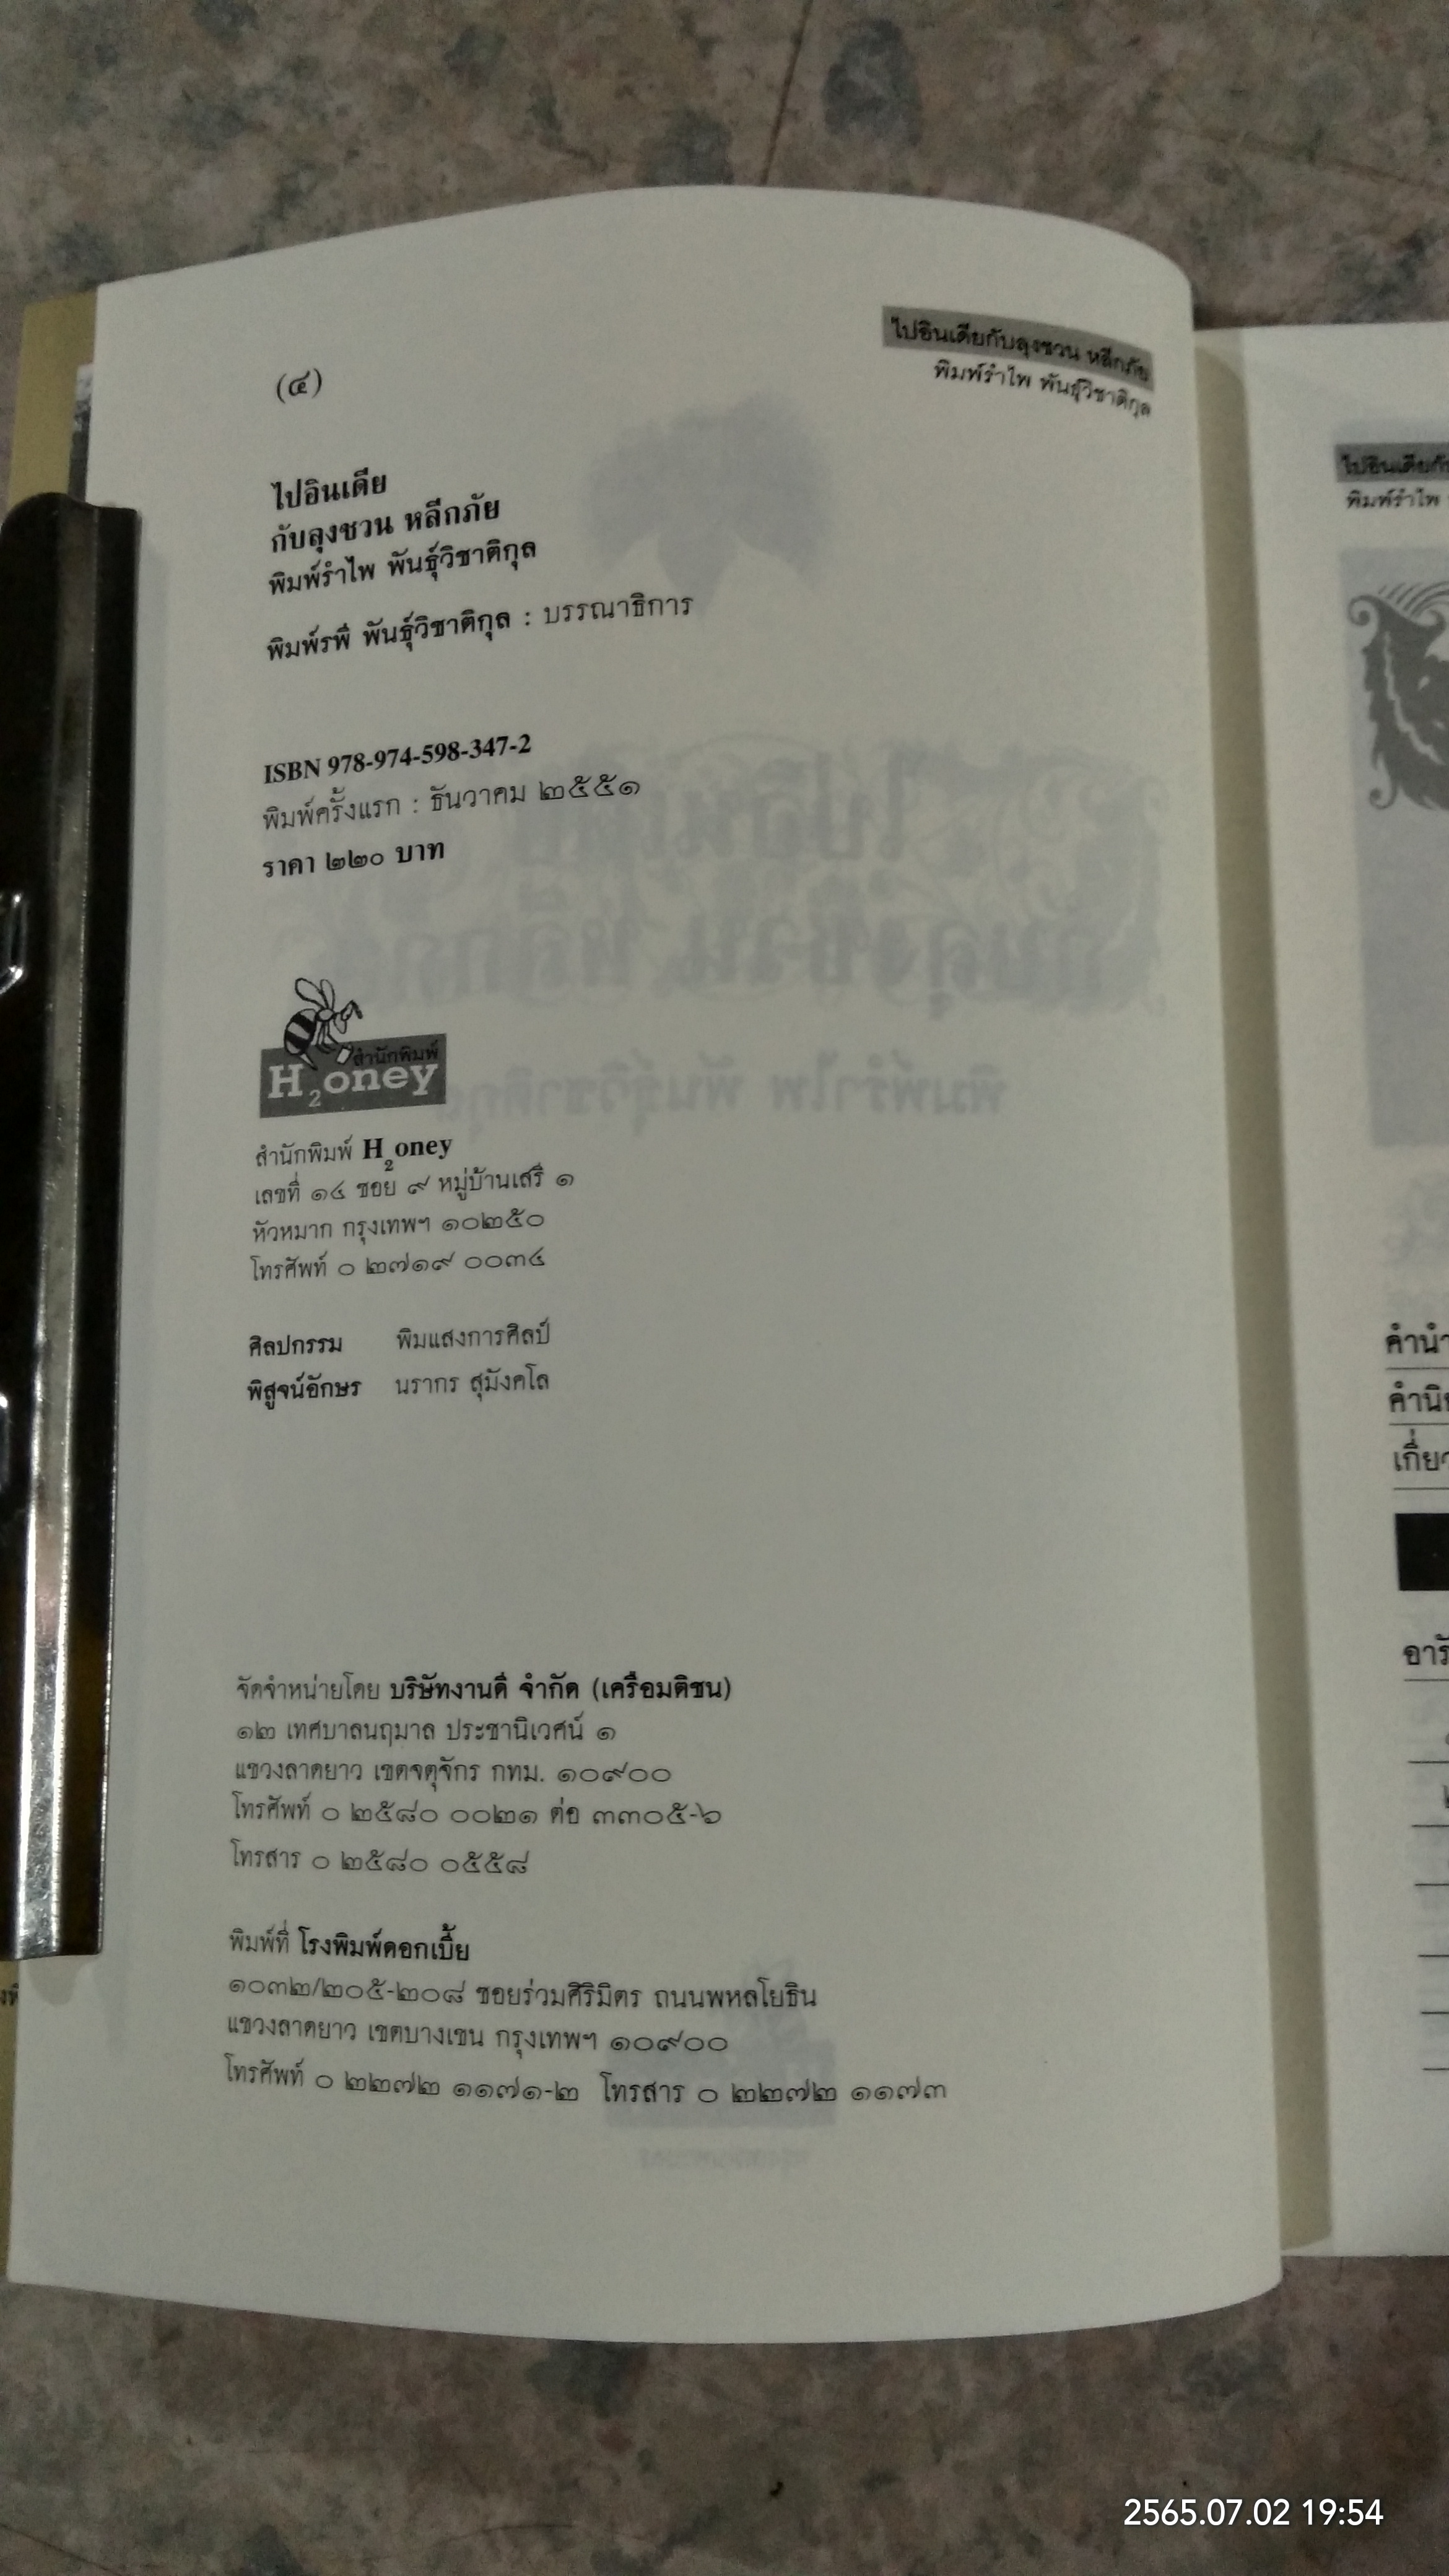 ไปอินเดียกับลุงชวน หลีกภัย
พิมพ์รำไพ พันธุ์วิชาติกุล
(๔)
ไปอินเดีย
กับลุงชวน หลีกภัย
พิมพ์รำไพ พันธุ์วิชาติกุล
พิมพ์รพี พันธุ์วิชาติกุล : บรรณาธิการ
ISBN 978-974-598-347-2
พิมพ์ครั้งแรก : ธันวาคม ๒๕๕๑
ราคา ๒๒๐ บาท
สำนักพิมพ์
H2oney
สำนักพิมพ์ H2oney
เลขที่ ๑๔ ซอย ๙ หมู่บ้านเสรี ๑
หัวหมาก กรุงเทพฯ ๑๐๒๕๐
โทรศัพท์ ๐ ๒๗๑๙ ๐๐๓๔
ศิลปกรรม พิมแสงการศิลป์
พิสูจน์อักษร นรากร สุมังคโล
จัดจำหน่ายโดย บริษัทงานดี จำกัด (เครือมติชน)
๑๒ เทศบาลนฤมาล ประชานิเวศน์ ๑
แขวงลาดยาว เขตจตุจักร กทม. ๑๐๙๐๐
โทรศัพท์ ๐ ๒๕๘๐ ๐๐๒๑ ต่อ ๓๓๐๕-๖
โทรสาร ๐ ๒๕๘๐ ๐๕๕๘
พิมพ์ที่ โรงพิมพ์ดอกเบี้ย
๑๐๓๒/๒๐๕-๒๐๘ ซอยร่วมศิริมิตร ถนนพหลโยธิน
แขวงลาดยาว เขตบางเขน กรุงเทพฯ ๑๐๙๐๐
โทรศัพท์ ๐ ๒๒๗๒ ๑๑๗๑-๒ โทรสาร ๐ ๒๒๗๒ ๑๑๗๓
พิมพ์รำไพ
2565.07.02 19:54